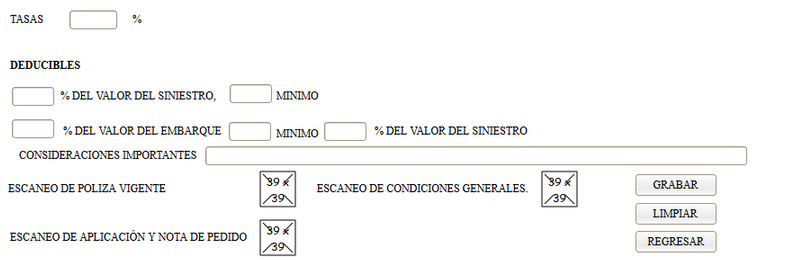 TASAS %
DEDUCIBLES
% DEL VALOR DEL SINIESTRO, MINIMO
% DEL VALOR DEL EMBARQUE MINIMO % DEL VALOR DEL SINIESTRO
CONSIDERACIONES IMPORTANTES
ESCANEO DE POLIZA VIGENTE 39 x 39 ESCANEO DE CONDICIONES GENERALES. 39 x 39 GRABAR
LIMPIAR
ESCANEO DE APLICACIÓN Y NOTA DE PEDIDO 39 x 39 REGRESAR